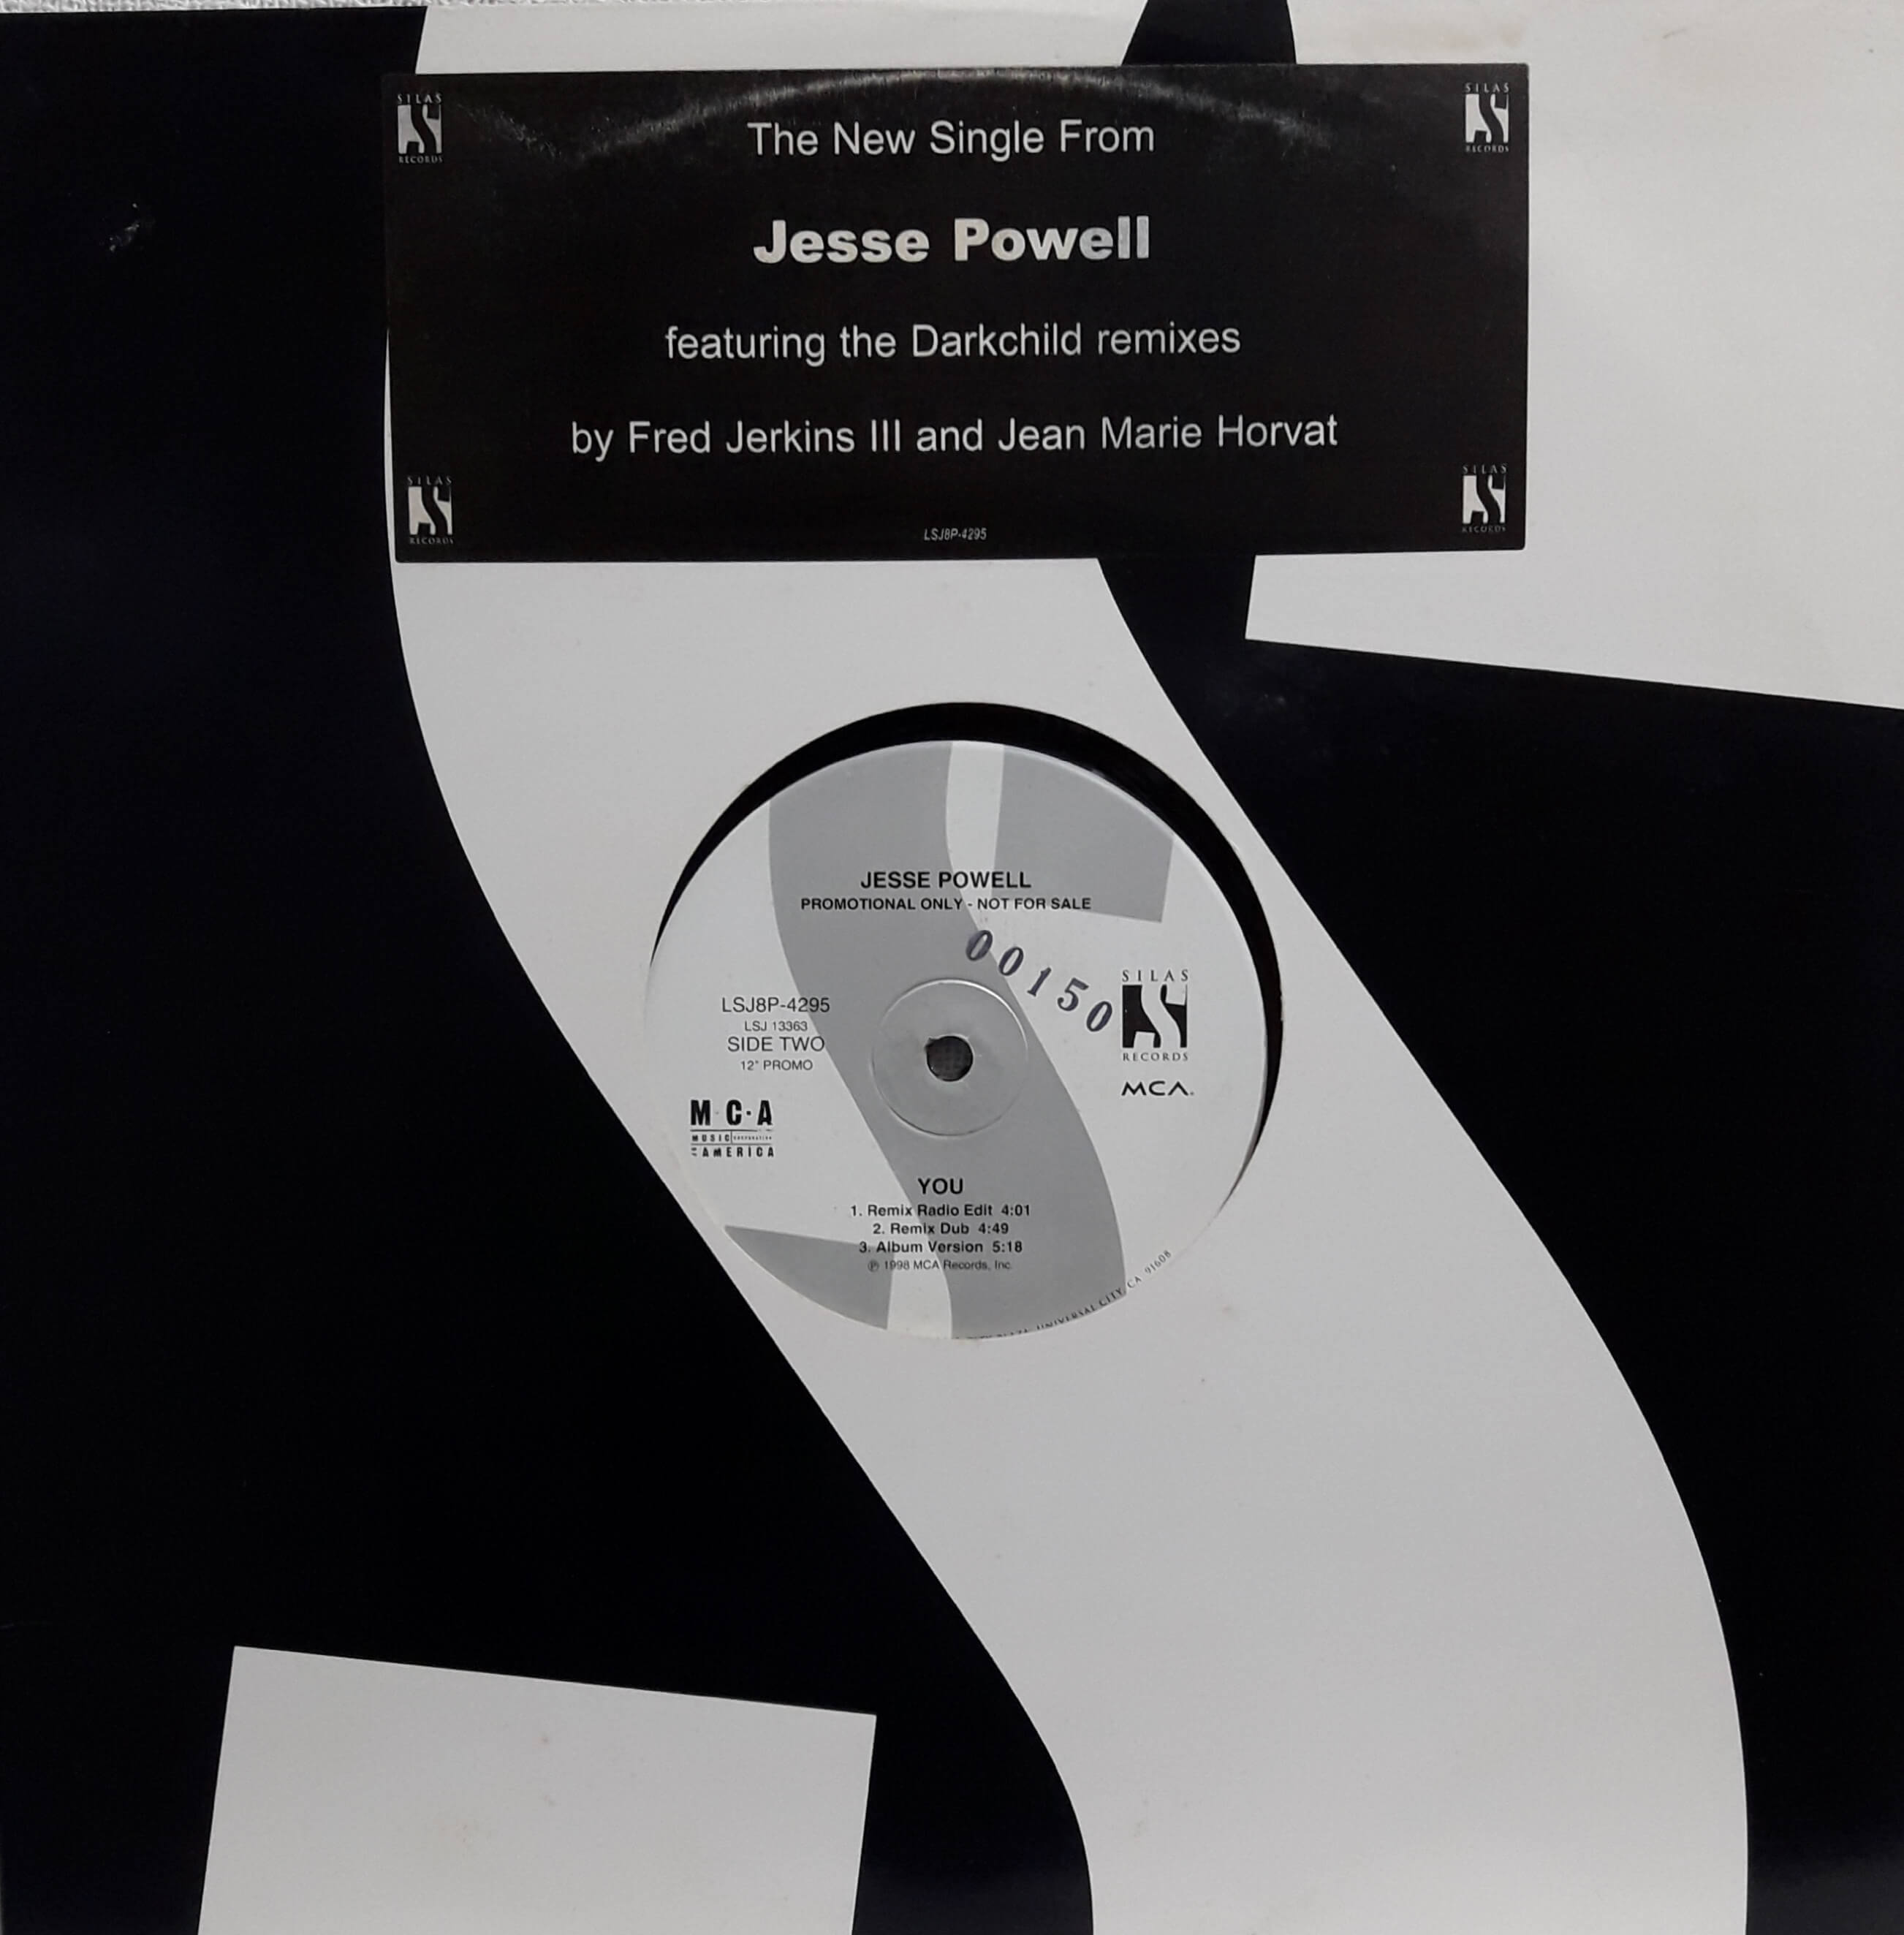 SILAS
RECORDS
SILAS
RECORDS
The New Single From
Jesse Powell
featuring the Darkchild remixes
by Fred Jerkins III and Jean Marie Horvat
SILAS
RECORDS
SILAS
RECORDS
LSJ8P-4295
JESSE POWELL
PROMOTIONAL ONLY - NOT FOR SALE
00150
LSJ8P-4295
LSJ 13363
SIDE TWO
12" PROMO
SILAS
RECORDS
MCA
M·C·A
MUSIC
AMERICA
YOU
1. Remix Radio Edit 4:01
2. Remix Dub 4:49
3. Album Version 5:18
℗ 1998 MCA Records, Inc
UNIVERSAL CITY, CA 91608